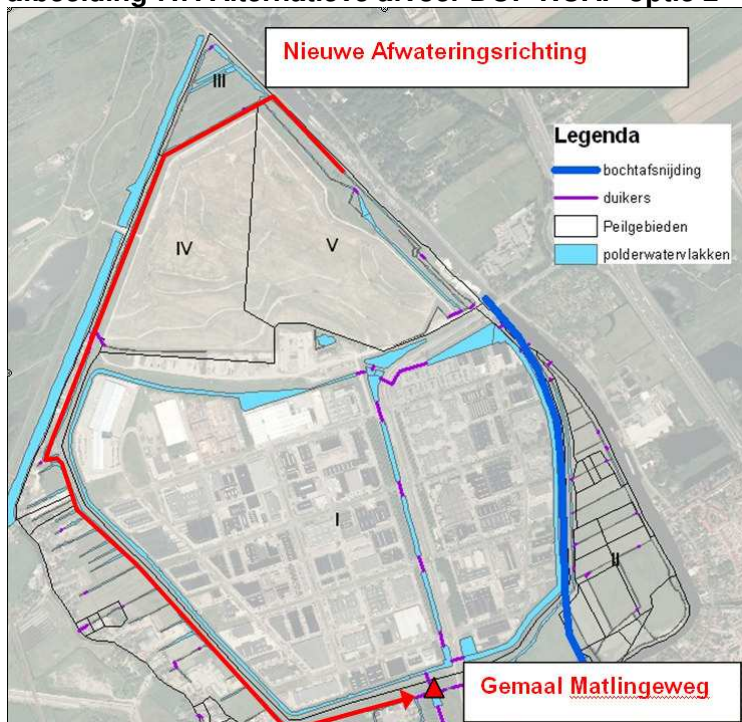 Nieuwe Afwateringsrichting
III
Legenda
bochtafsnijding
duikers
Peilgebieden
polderwatervlakken
IV
V
I
II
Gemaal Matlingeweg